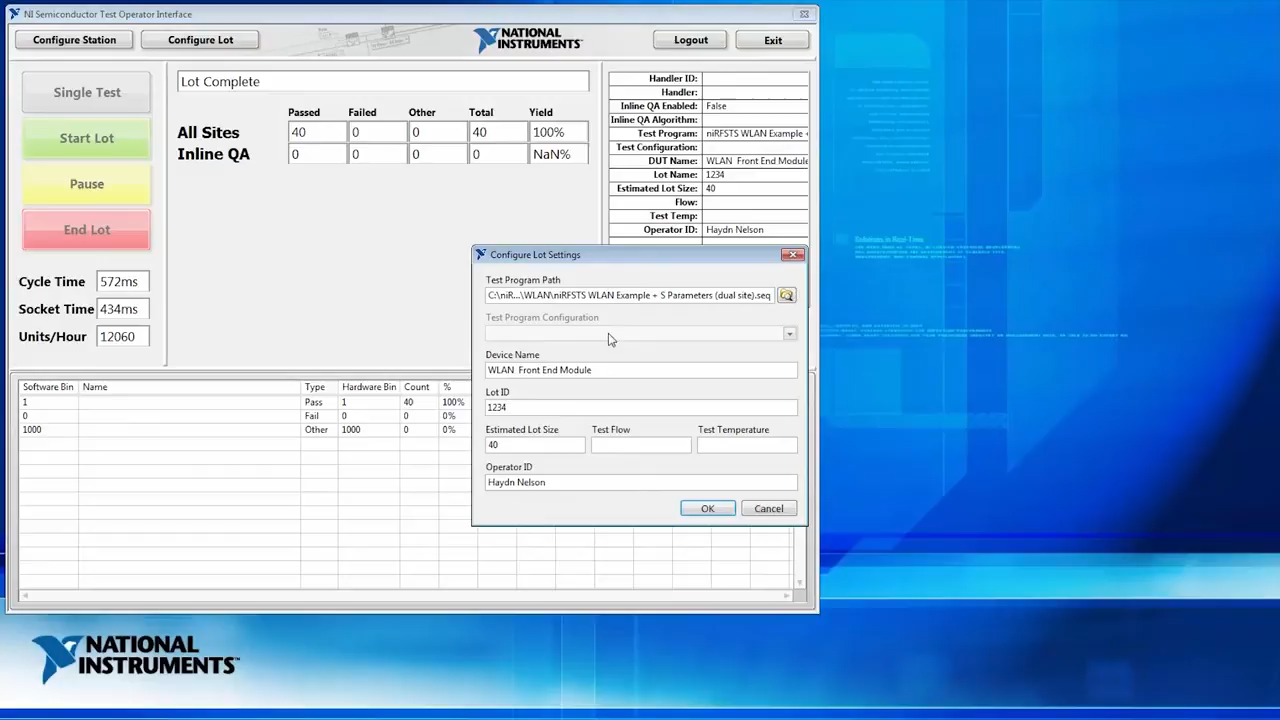 NI Semiconductor Test Operator Interface
Configure Station
Configure Lot
NATIONAL INSTRUMENTS
Logout
Exit
Single Test
Start Lot
Pause
End Lot
Cycle Time 572ms
Socket Time 434ms
Units/Hour 12060
Lot Complete
Passed Failed Other Total Yield
All Sites 40 0 0 40 100%
Inline QA 0 0 0 0 NaN%
Handler ID:
Handler:
Inline QA Enabled: False
Inline QA Algorithm:
Test Program: niRFSTS WLAN Example +
Test Configuration:
DUT Name: WLAN Front End Module
Lot Name: 1234
Estimated Lot Size: 40
Flow:
Test Temp:
Operator ID: Haydn Nelson
Software Bin Name Type Hardware Bin Count %
1 Pass 1 40 100%
0 Fail 0 0 0%
1000 Other 1000 0 0%
Configure Lot Settings
Test Program Path
C:\niR...\WLAN\niRFSTS WLAN Example + S Parameters (dual site).seq
Test Program Configuration
Device Name
WLAN Front End Module
Lot ID
1234
Estimated Lot Size Test Flow Test Temperature
40
Operator ID
Haydn Nelson
OK Cancel
NATIONAL
INSTRUMENTS™